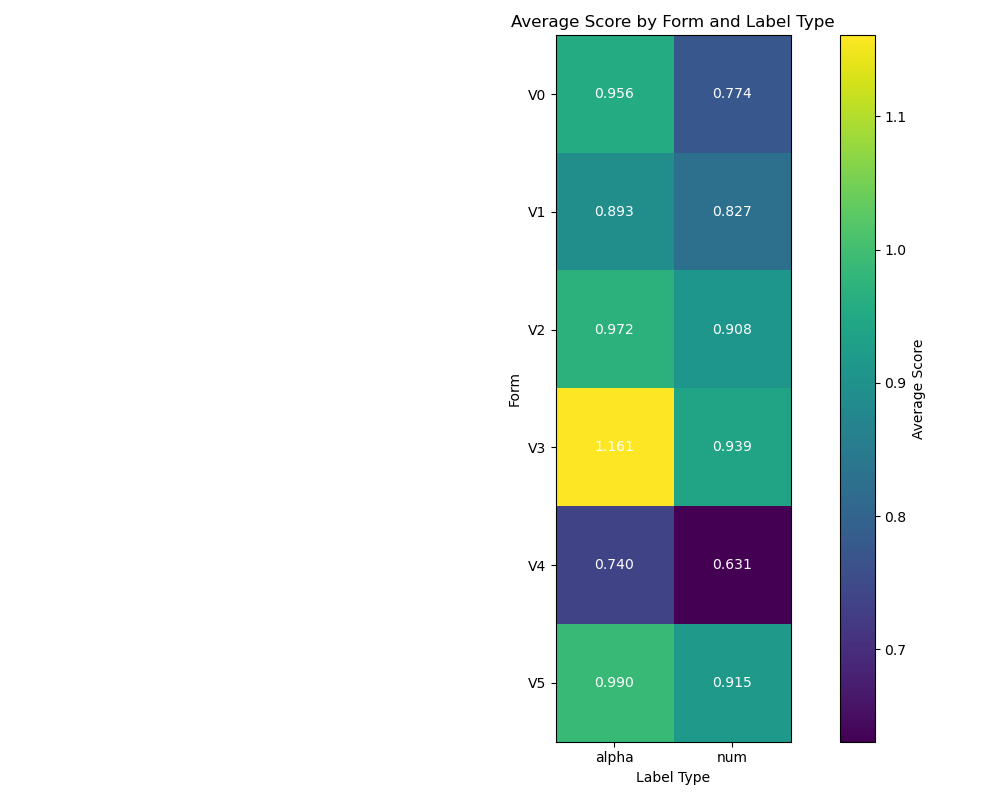 Average Score by Form and Label Type
V0 0.956 0.774
V1 0.893 0.827
V2 0.972 0.908
V3 1.161 0.939
V4 0.740 0.631
V5 0.990 0.915
Form
alpha num
Label Type
1.1
1.0
0.9
0.8
0.7
Average Score